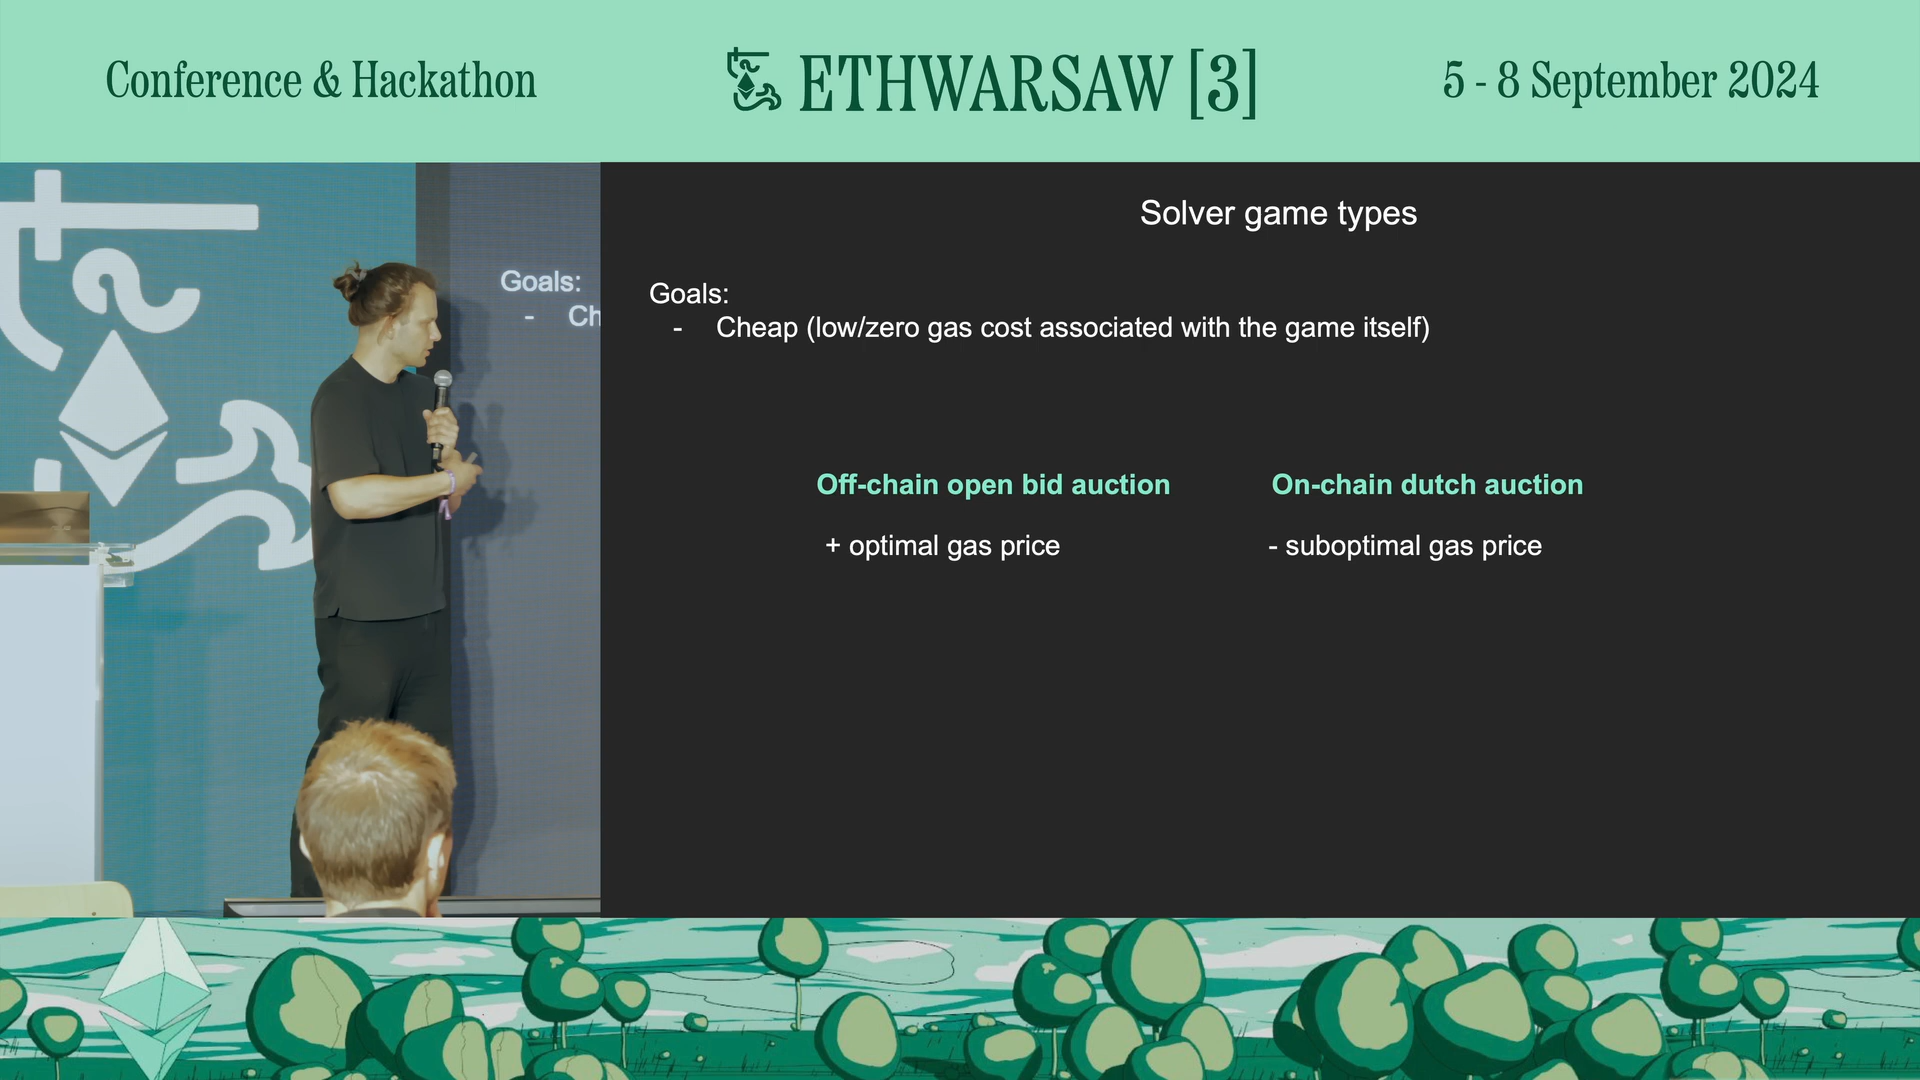 Conference & Hackathon
ETHWARSAW [3]
5 - 8 September 2024
Goals:
- Ch
Solver game types
Goals:
- Cheap (low/zero gas cost associated with the game itself)
Off-chain open bid auction
On-chain dutch auction
+ optimal gas price
- suboptimal gas price